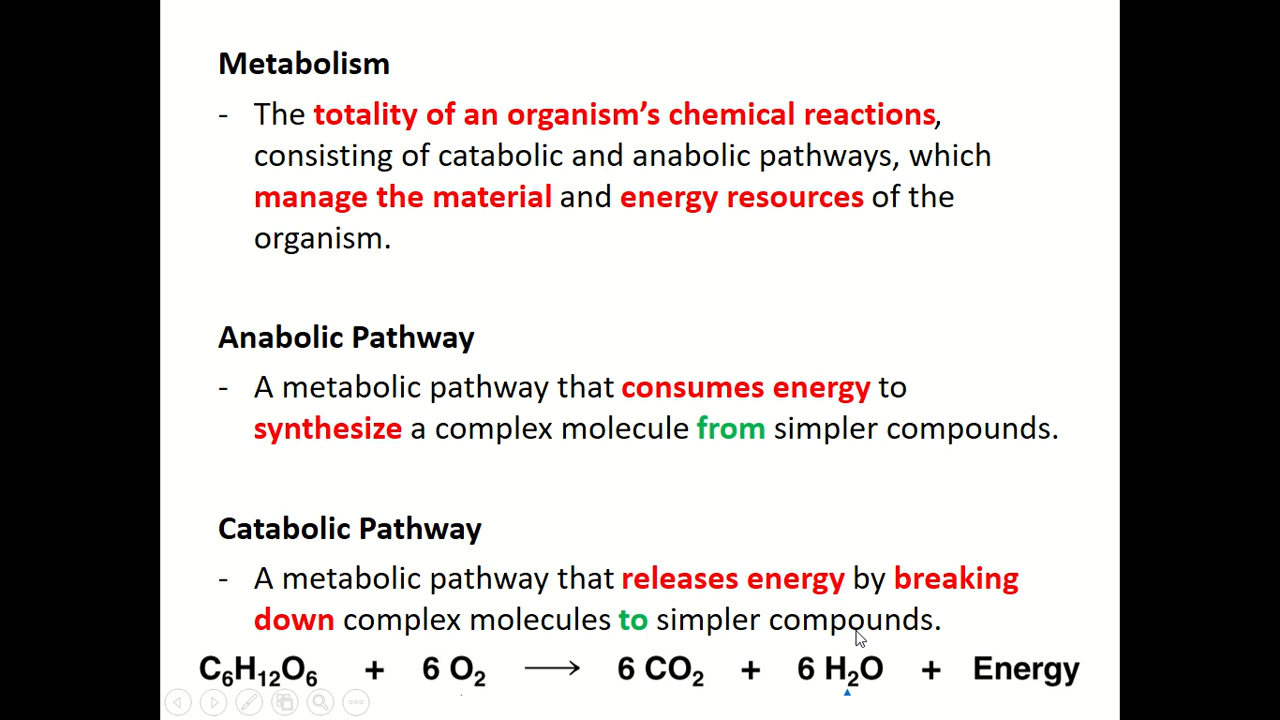 Metabolism
- The totality of an organism’s chemical reactions,
consisting of catabolic and anabolic pathways, which
manage the material and energy resources of the
organism.
Anabolic Pathway
- A metabolic pathway that consumes energy to
synthesize a complex molecule from simpler compounds.
Catabolic Pathway
- A metabolic pathway that releases energy by breaking
down complex molecules to simpler compounds.
C₆H₁₂O₆ + 6 O₂ → 6 CO₂ + 6 H₂O + Energy